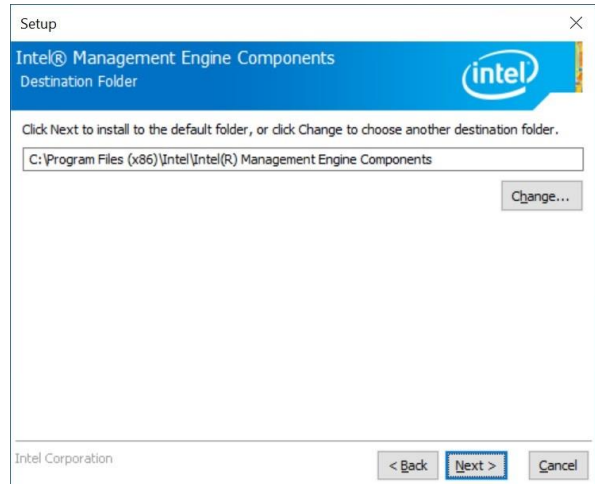 Setup
Intel® Management Engine Components
Destination Folder
intel
Click Next to install to the default folder, or click Change to choose another destination folder.
C:\Program Files (x86)\Intel\Intel(R) Management Engine Components
Change...
Intel Corporation
< Back Next > Cancel